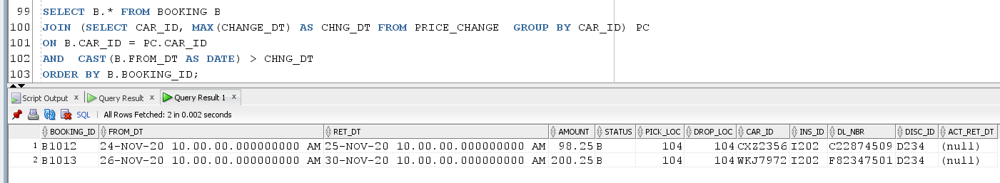 99 SELECT B.* FROM BOOKING B
100 JOIN (SELECT CAR_ID, MAX(CHANGE_DT) AS CHNG_DT FROM PRICE_CHANGE  GROUP BY CAR_ID) PC
101 ON B.CAR_ID = PC.CAR_ID
102 AND  CAST(B.FROM_DT AS DATE) > CHNG_DT
103 ORDER BY B.BOOKING_ID;
Script Output x Query Result x Query Result 1 x
SQL | All Rows Fetched: 2 in 0.002 seconds
BOOKING_ID FROM_DT RET_DT AMOUNT STATUS PICK_LOC DROP_LOC CAR_ID INS_ID DL_NBR DISC_ID ACT_RET_DT
1 B1012 24-NOV-20 10.00.00.000000000 AM 25-NOV-20 10.00.00.000000000 AM 98.25 B 104 104 CXZ2356 I202 C22874509 D234 (null)
2 B1013 26-NOV-20 10.00.00.000000000 AM 30-NOV-20 10.00.00.000000000 AM 200.25 B 104 104 WKJ7972 I202 F82347501 D234 (null)